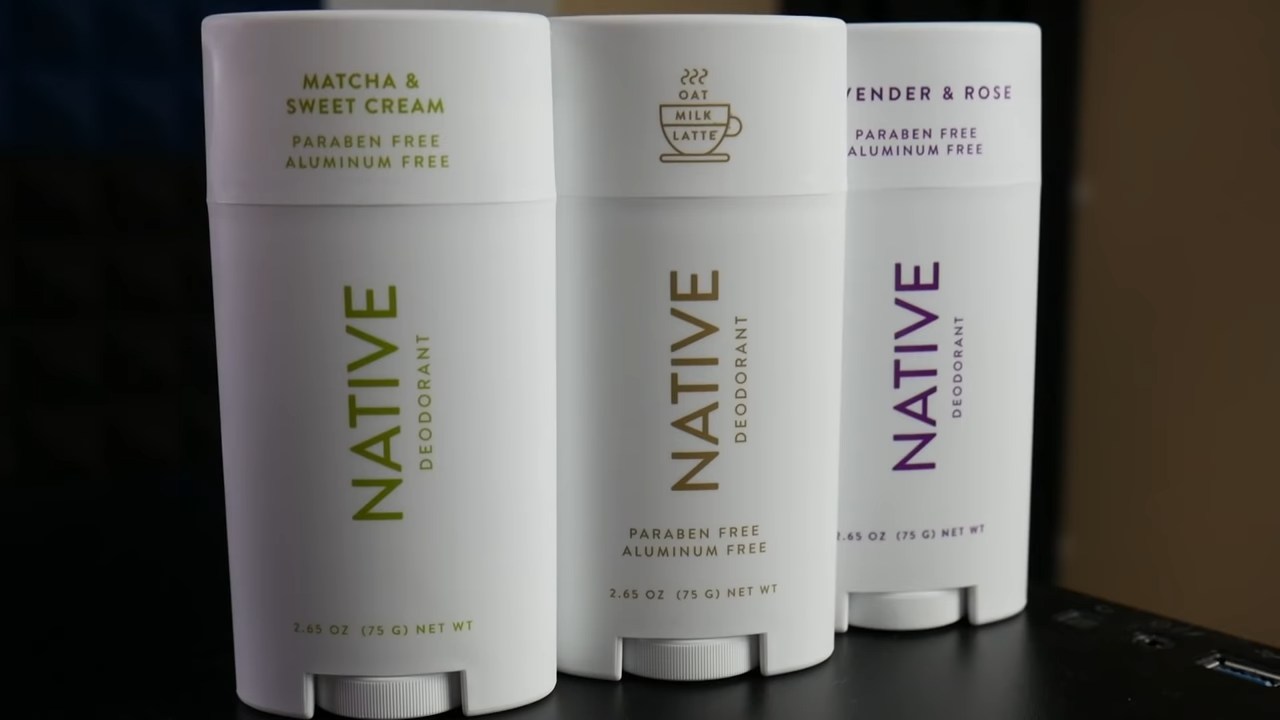 MATCHA &
SWEET CREAM
PARABEN FREE
ALUMINUM FREE
NATIVE
DEODORANT
2.65 OZ (75 G) NET WT
OAT
MILK
LATTE
NATIVE
DEODORANT
PARABEN FREE
ALUMINUM FREE
2.65 OZ (75 G) NET WT
VENDER & ROSE
PARABEN FREE
ALUMINUM FREE
NATIVE
DEODORANT
.65 OZ (75 G) NET WT